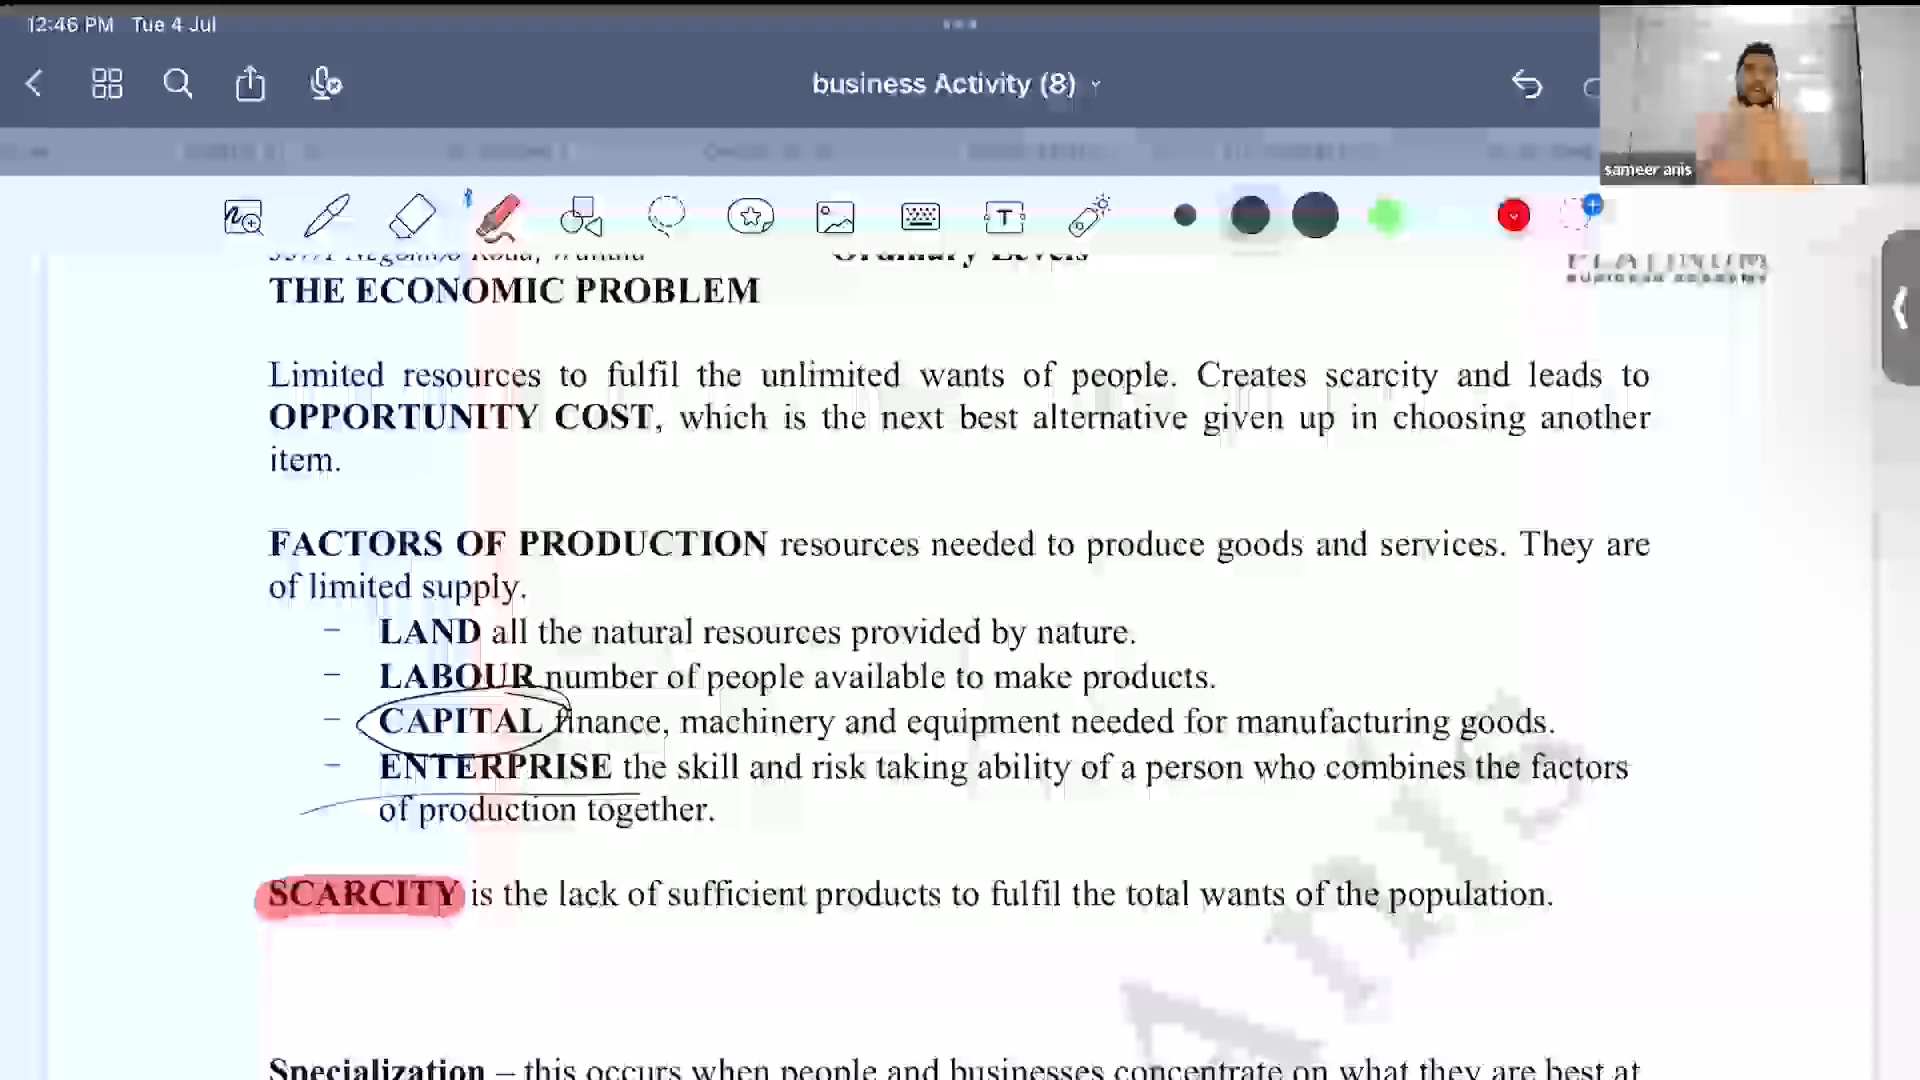 12:46 PM Tue 4 Jul
business Activity (8)
sameer anis
Ordinary Levels
PLATINUM
BUSINESS ACADEMY
THE ECONOMIC PROBLEM
Limited resources to fulfil the unlimited wants of people. Creates scarcity and leads to
OPPORTUNITY COST, which is the next best alternative given up in choosing another
item.
FACTORS OF PRODUCTION resources needed to produce goods and services. They are
of limited supply.
– LAND all the natural resources provided by nature.
– LABOUR number of people available to make products.
– CAPITAL finance, machinery and equipment needed for manufacturing goods.
– ENTERPRISE the skill and risk taking ability of a person who combines the factors
of production together.
SCARCITY is the lack of sufficient products to fulfil the total wants of the population.
Anis
Specialization – this occurs when people and businesses concentrate on what they are best at